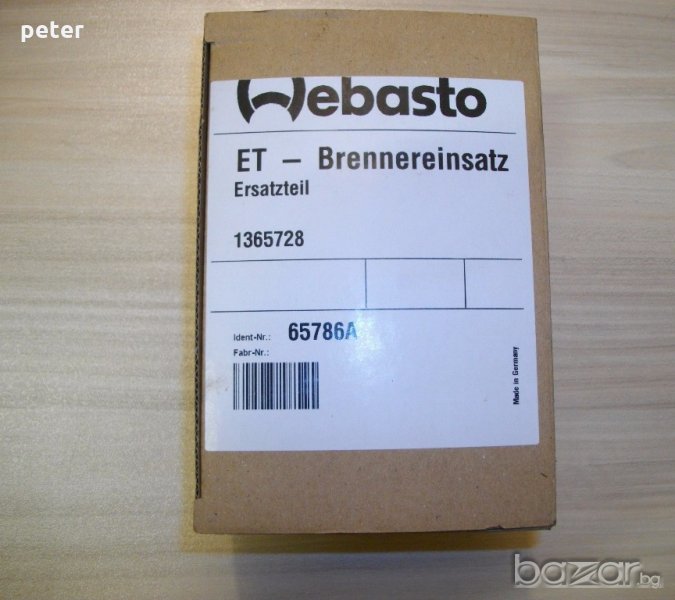 peter
Webasto
ET – Brennereinsatz
Ersatzteil
1365728
Ident-Nr.: 65786A
Fabr-Nr.:
Made in Germany
bazar.bg